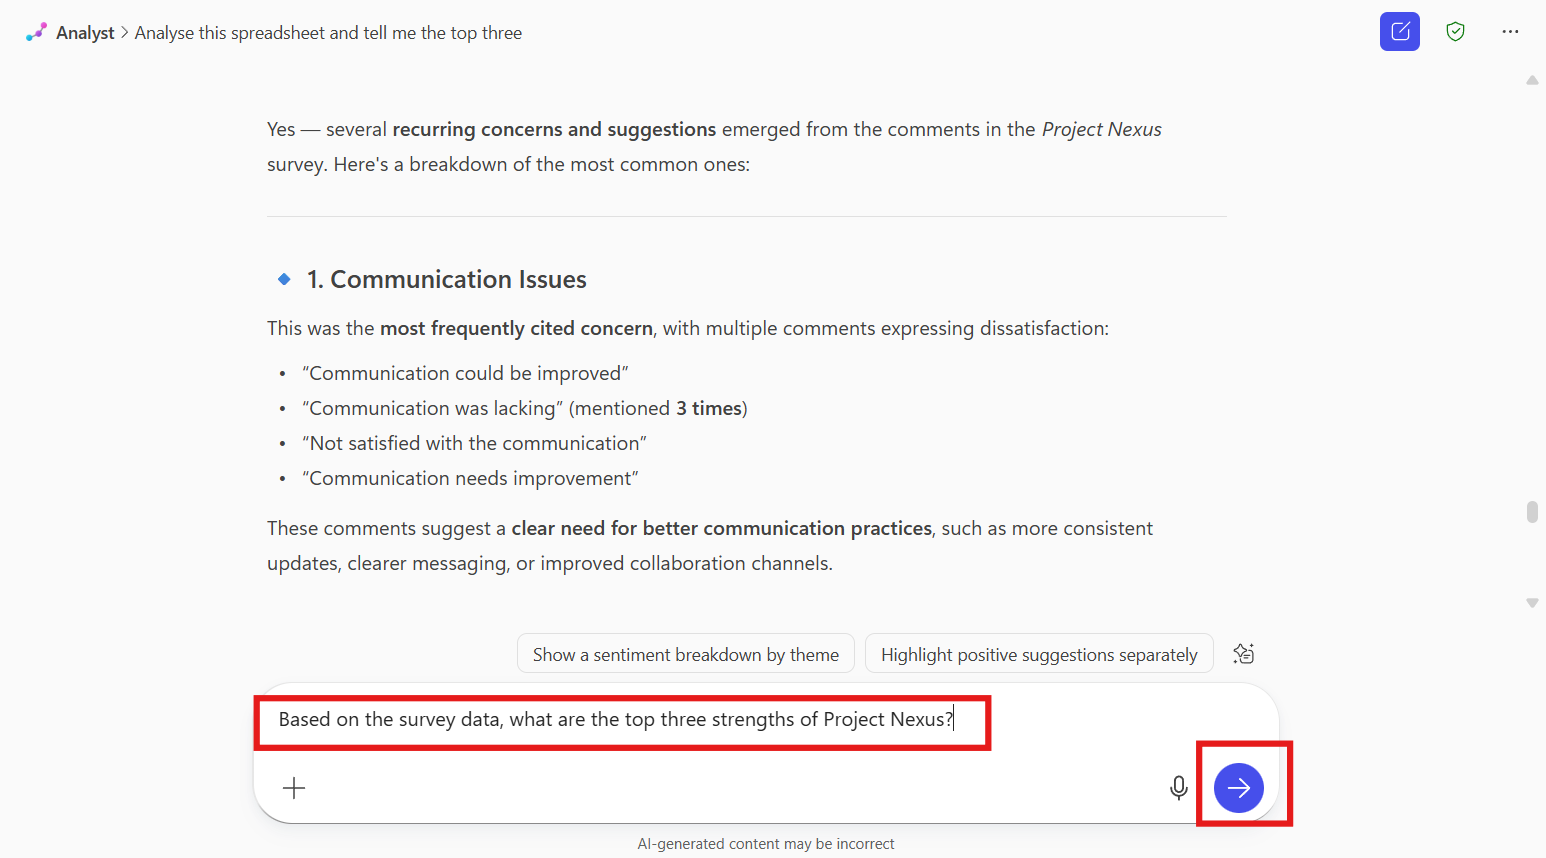 Analyst > Analyse this spreadsheet and tell me the top three
Yes — several recurring concerns and suggestions emerged from the comments in the Project Nexus
survey. Here's a breakdown of the most common ones:
1. Communication Issues
This was the most frequently cited concern, with multiple comments expressing dissatisfaction:
• “Communication could be improved”
• “Communication was lacking” (mentioned 3 times)
• “Not satisfied with the communication”
• “Communication needs improvement”
These comments suggest a clear need for better communication practices, such as more consistent
updates, clearer messaging, or improved collaboration channels.
Show a sentiment breakdown by theme
Highlight positive suggestions separately
Based on the survey data, what are the top three strengths of Project Nexus?
AI-generated content may be incorrect